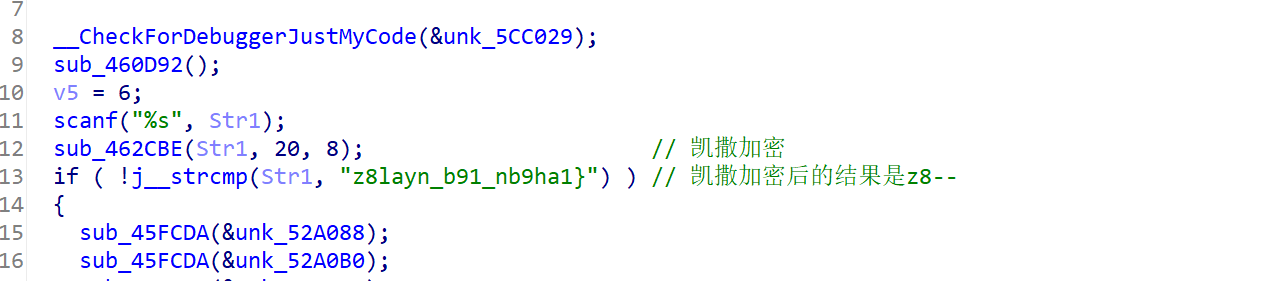 7
8 __CheckForDebuggerJustMyCode(&unk_5CC029);
9 sub_460D92();
10 v5 = 6;
11 scanf("%s", Str1);
12 sub_462CBE(Str1, 20, 8); // 凯撒加密
13 if ( !j__strcmp(Str1, "z8layn_b91_nb9ha1}") ) // 凯撒加密后的结果是z8--
14 {
15 sub_45FCDA(&unk_52A088);
16 sub_45FCDA(&unk_52A0B0);